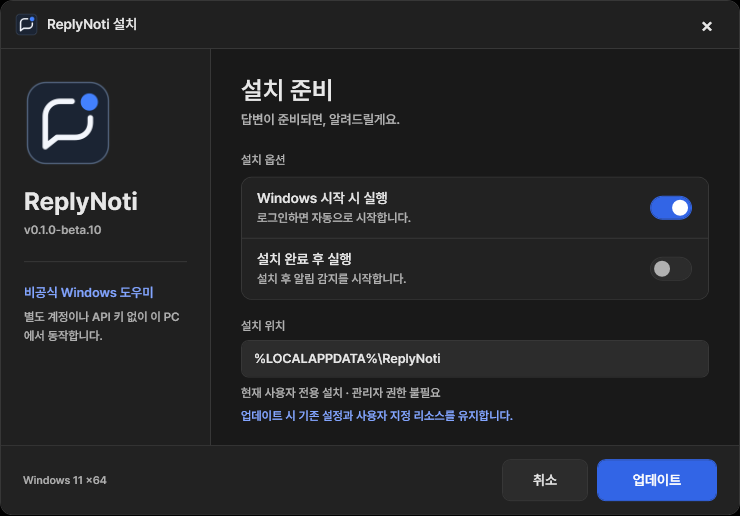 ReplyNoti 설치
ReplyNoti
v0.1.0-beta.10
비공식 Windows 도우미
별도 계정이나 API 키 없이 이 PC
에서 동작합니다.
설치 준비
답변이 준비되면, 알려드릴게요.
설치 옵션
Windows 시작 시 실행
로그인하면 자동으로 시작합니다.
설치 완료 후 실행
설치 후 알림 감지를 시작합니다.
설치 위치
%LOCALAPPDATA%\ReplyNoti
현재 사용자 전용 설치 · 관리자 권한 불필요
업데이트 시 기존 설정과 사용자 지정 리소스를 유지합니다.
Windows 11 ×64
취소
업데이트